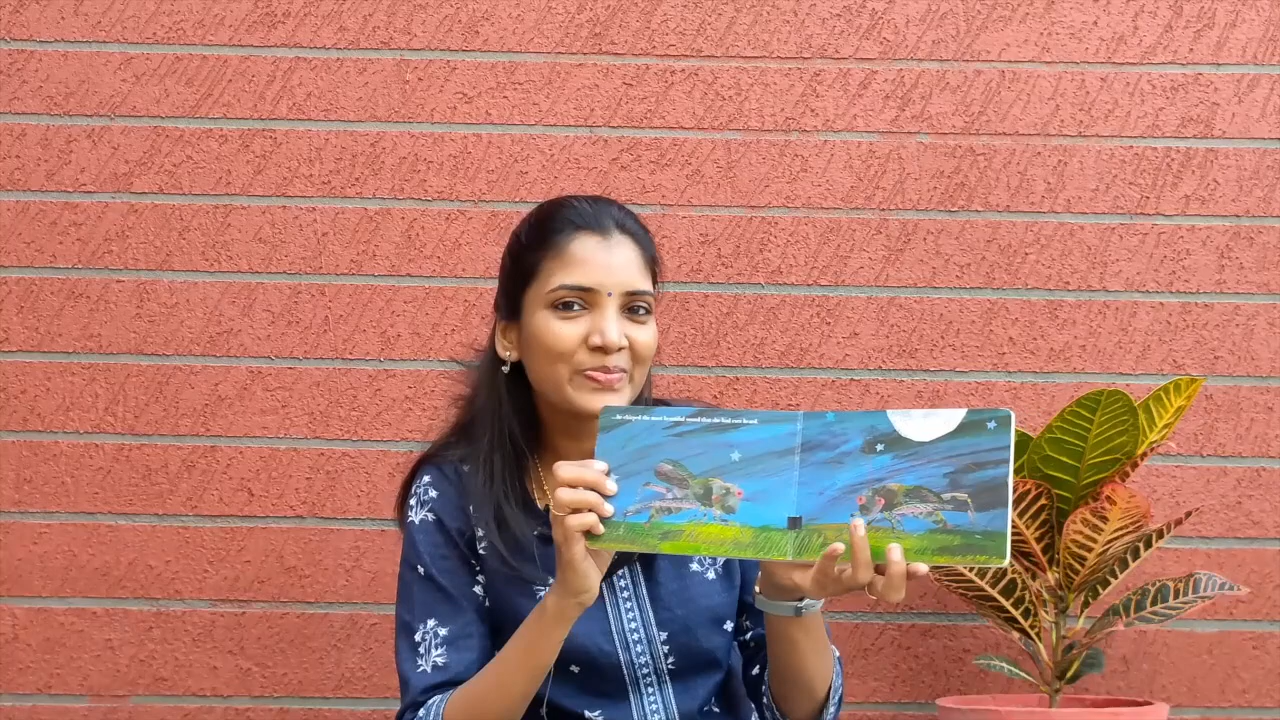 ...he chirped the most beautiful sound that she had ever heard.